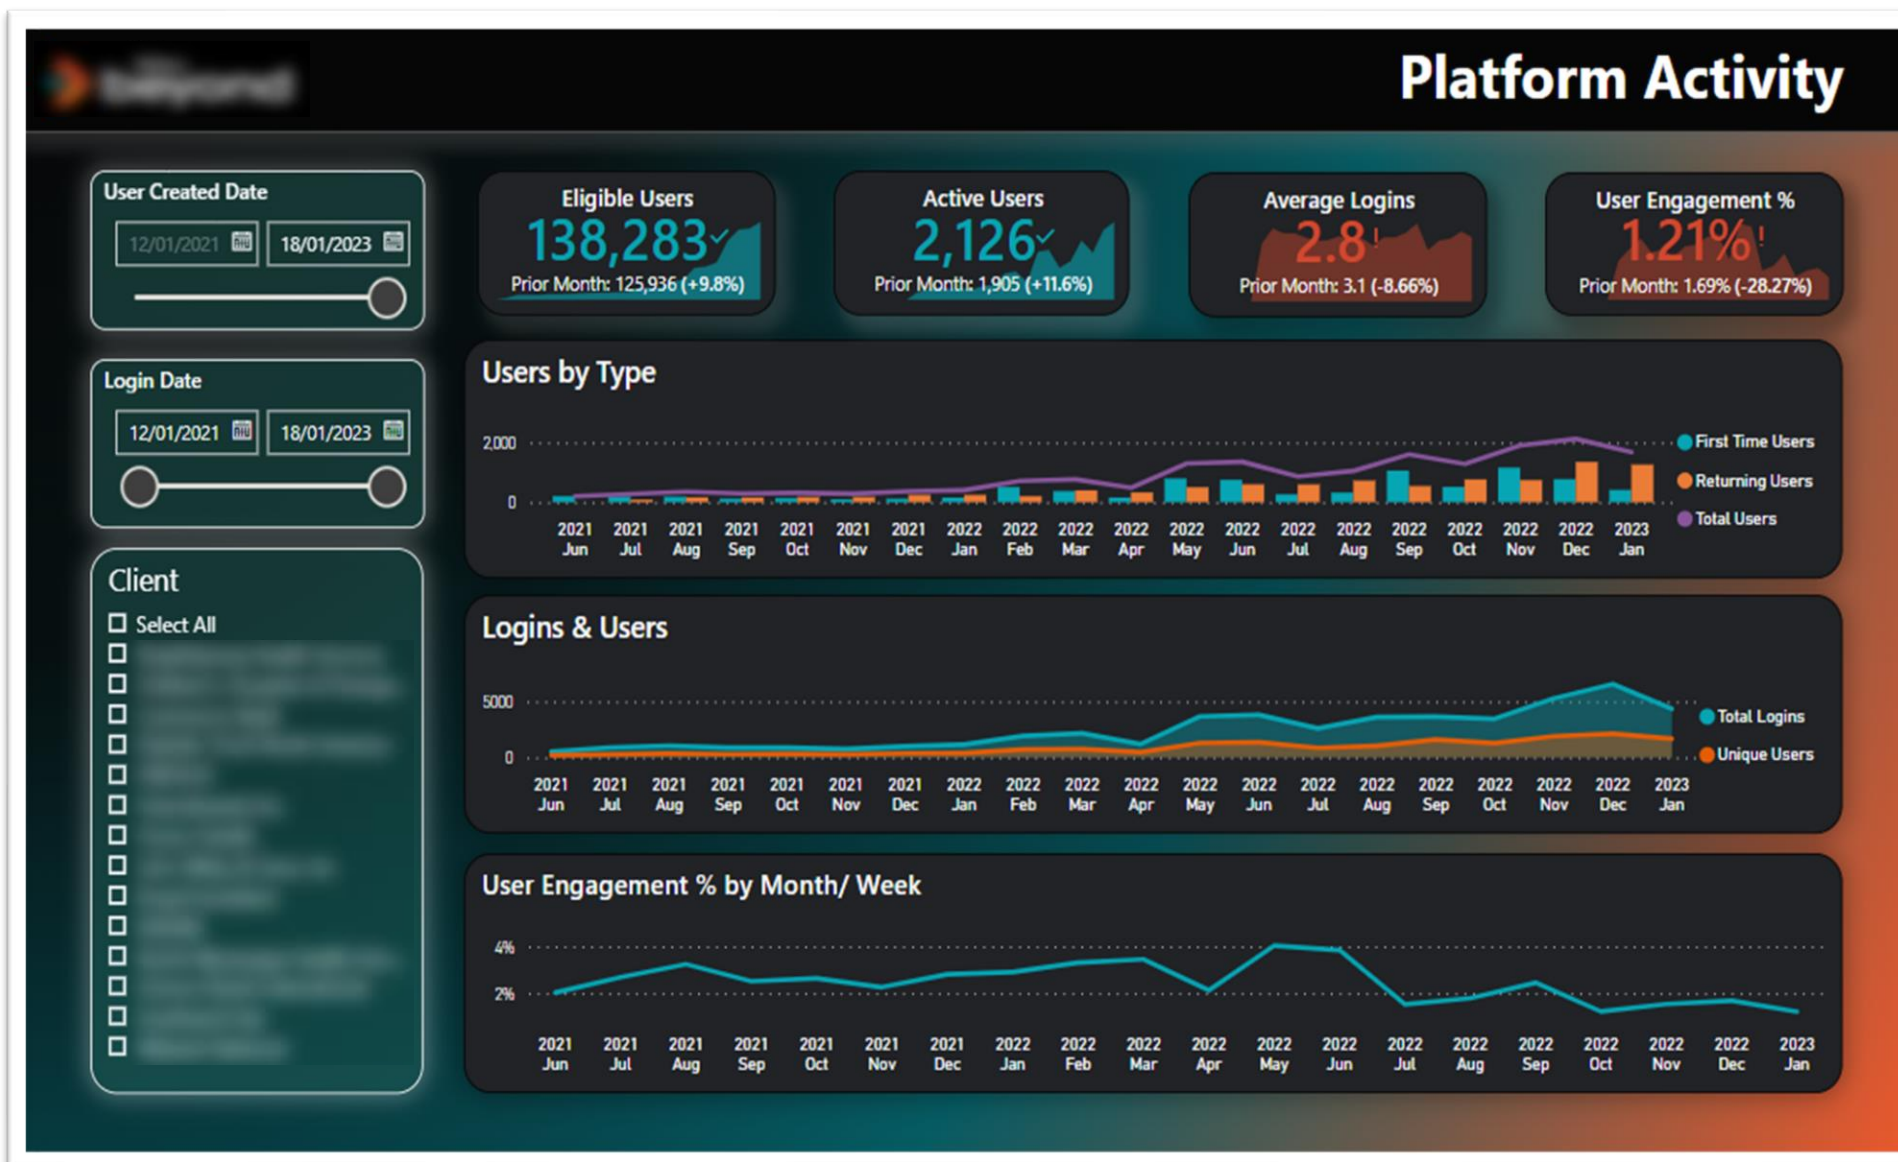 beyond
Platform Activity
User Created Date
12/01/2021 18/01/2023
Login Date
12/01/2021 18/01/2023
Client
Select All
Eligible Users
138,283
Prior Month: 125,936 (+9.8%)
Active Users
2,126
Prior Month: 1,905 (+11.6%)
Average Logins
2.8!
Prior Month: 3.1 (-8.66%)
User Engagement %
1.21%!
Prior Month: 1.69% (-28.27%)
Users by Type
2,000
0
2021 2021 2021 2021 2021 2021 2021 2022 2022 2022 2022 2022 2022 2022 2022 2022 2022 2022 2022 2023
Jun Jul Aug Sep Oct Nov Dec Jan Feb Mar Apr May Jun Jul Aug Sep Oct Nov Dec Jan
First Time Users
Returning Users
Total Users
Logins & Users
5000
0
2021 2021 2021 2021 2021 2021 2021 2022 2022 2022 2022 2022 2022 2022 2022 2022 2022 2022 2022 2023
Jun Jul Aug Sep Oct Nov Dec Jan Feb Mar Apr May Jun Jul Aug Sep Oct Nov Dec Jan
Total Logins
Unique Users
User Engagement % by Month/ Week
4%
2%
2021 2021 2021 2021 2021 2021 2021 2022 2022 2022 2022 2022 2022 2022 2022 2022 2022 2022 2022 2023
Jun Jul Aug Sep Oct Nov Dec Jan Feb Mar Apr May Jun Jul Aug Sep Oct Nov Dec Jan